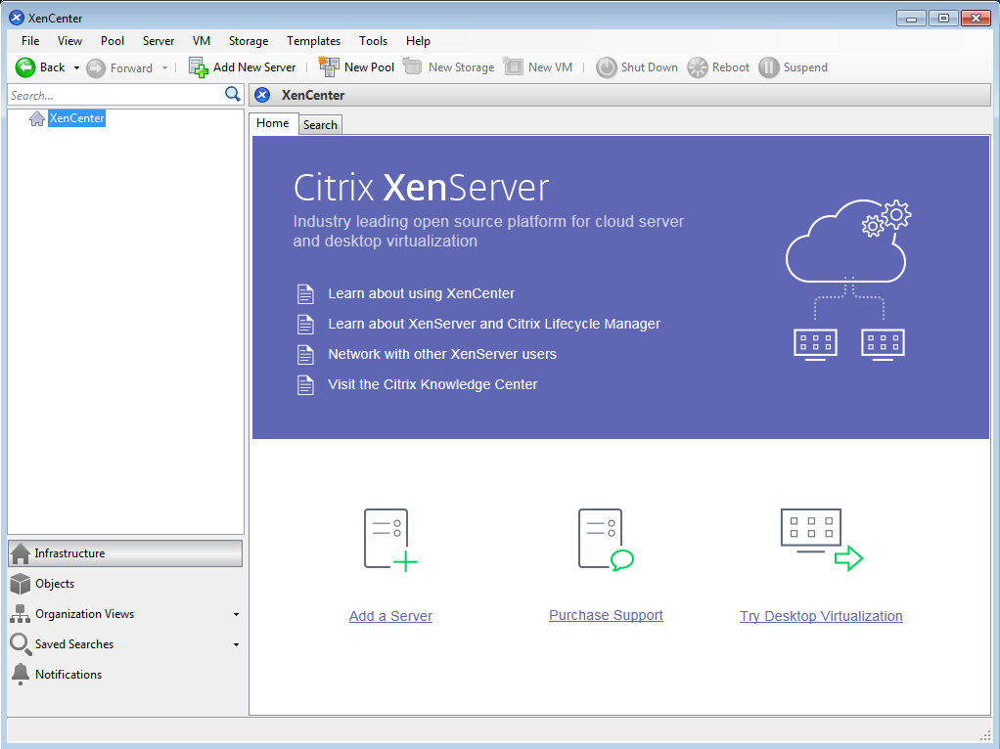 XenCenter
File View Pool Server VM Storage Templates Tools Help
Back Forward Add New Server New Pool New Storage New VM Shut Down Reboot Suspend
Search...
XenCenter
XenCenter
Home Search
Citrix XenServer
Industry leading open source platform for cloud server
and desktop virtualization
Learn about using XenCenter
Learn about XenServer and Citrix Lifecycle Manager
Network with other XenServer users
Visit the Citrix Knowledge Center
Add a Server
Purchase Support
Try Desktop Virtualization
Infrastructure
Objects
Organization Views
Saved Searches
Notifications